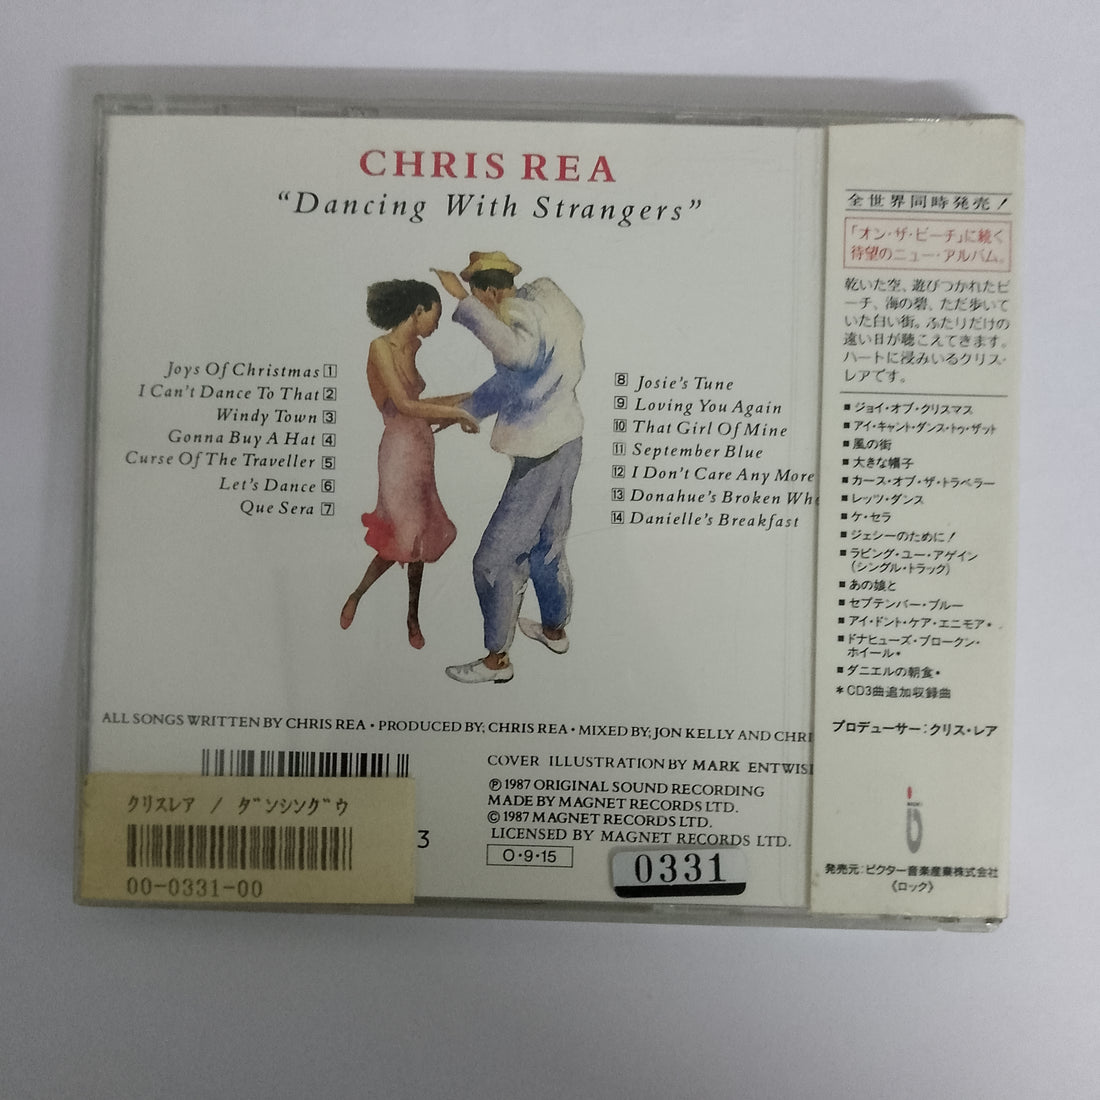 CHRIS REA
“Dancing With Strangers”
Joys Of Christmas 1
I Can't Dance To That 2
Windy Town 3
Gonna Buy A Hat 4
Curse Of The Traveller 5
Let's Dance 6
Que Sera 7
8 Josie's Tune
9 Loving You Again
10 That Girl Of Mine
11 September Blue
12 I Don't Care Any More
13 Donahue's Broken Whe
14 Danielle's Breakfast
ALL SONGS WRITTEN BY CHRIS REA • PRODUCED BY; CHRIS REA • MIXED BY; JON KELLY AND CHRI
COVER ILLUSTRATION BY MARK ENTWISI
Ⓟ 1987 ORIGINAL SOUND RECORDING
MADE BY MAGNET RECORDS LTD.
© 1987 MAGNET RECORDS LTD.
LICENSED BY MAGNET RECORDS LTD.
O•9•15
0331
3
クリスレア / ダンシングウ
00-0331-00
全世界同時発売!
「オン・ザ・ビーチ」に続く
待望のニュー・アルバム。
乾いた空、遊びつかれたビ
ーチ、海の碧、ただ歩いて
いた白い街。ふたりだけの
遠い日が聴こえてきます。
ハートに浸みいるクリス・
レアです。
■ジョイ・オブ・クリスマス
■アイ・キャント・ダンス・トゥ・ザット
■風の街
■大きな帽子
■カース・オブ・ザ・トラベラー
■レッツ・ダンス
■ケ・セラ
■ジェシーのために!
■ラビング・ユー・アゲイン
(シングル・トラック)
■あの娘と
■セプテンバー・ブルー
■アイ・ドント・ケア・エニモア*
■ドナヒューズ・ブロークン・
ホイール*
■ダニエルの朝食*
*CD3曲追加収録曲
プロデューサー:クリス・レア
発売元:ビクター音楽産業株式会社
《ロック》